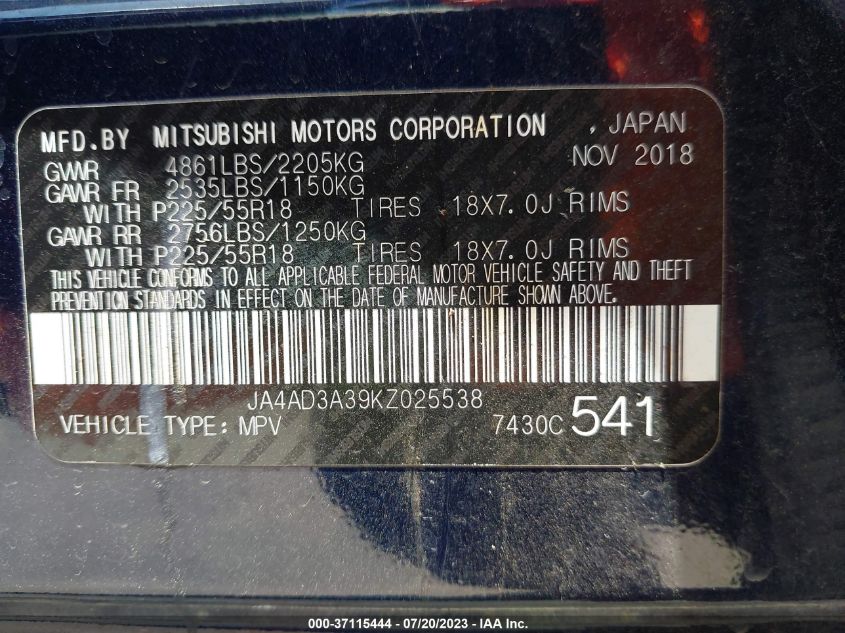 MFD.BY MITSUBISHI MOTORS CORPORATION , JAPAN
GVWR 4861LBS/2205KG NOV 2018
GAWR FR 2535LBS/1150KG
WITH P225/55R18 TIRES 18X7.0J RIMS
GAWR RR 2756LBS/1250KG
WITH P225/55R18 TIRES 18X7.0J RIMS
THIS VEHICLE CONFORMS TO ALL APPLICABLE FEDERAL MOTOR VEHICLE SAFETY AND THEFT
PREVENTION STANDARDS IN EFFECT ON THE DATE OF MANUFACTURE SHOWN ABOVE.
JA4AD3A39KZ025538
VEHICLE TYPE: MPV 7430C 541
000-37115444 / 07/20/2023 - © IAA Inc.